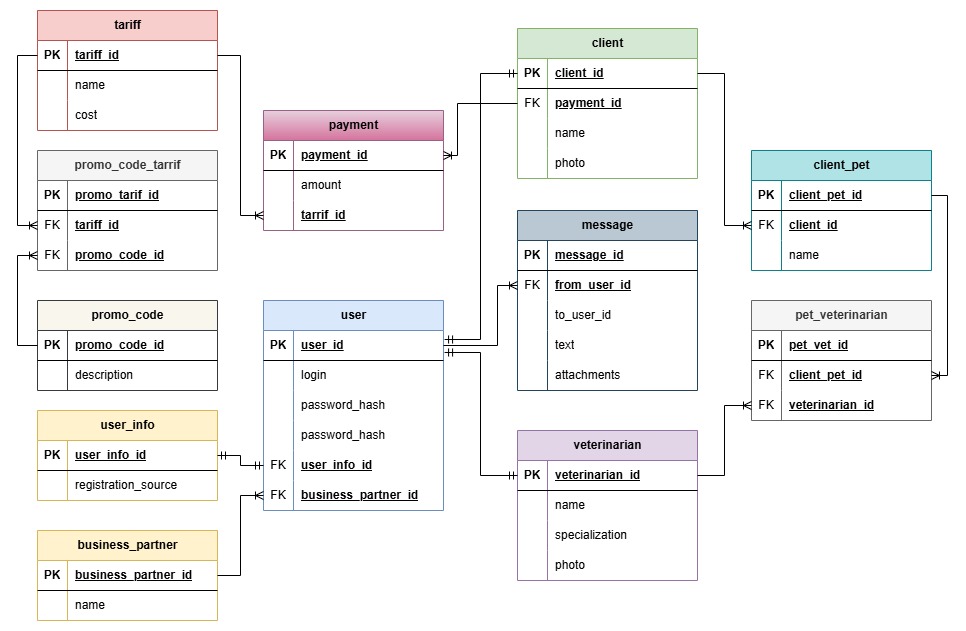 tariff
PK tariff_id
name
cost
promo_code_tarrif
PK promo_tarif_id
FK tariff_id
FK promo_code_id
promo_code
PK promo_code_id
description
user_info
PK user_info_id
registration_source
business_partner
PK business_partner_id
name
payment
PK payment_id
amount
tarrif_id
user
PK user_id
login
password_hash
password_hash
FK user_info_id
FK business_partner_id
client
PK client_id
FK payment_id
name
photo
message
PK message_id
FK from_user_id
to_user_id
text
attachments
veterinarian
PK veterinarian_id
name
specialization
photo
client_pet
PK client_pet_id
FK client_id
name
pet_veterinarian
PK pet_vet_id
FK client_pet_id
FK veterinarian_id